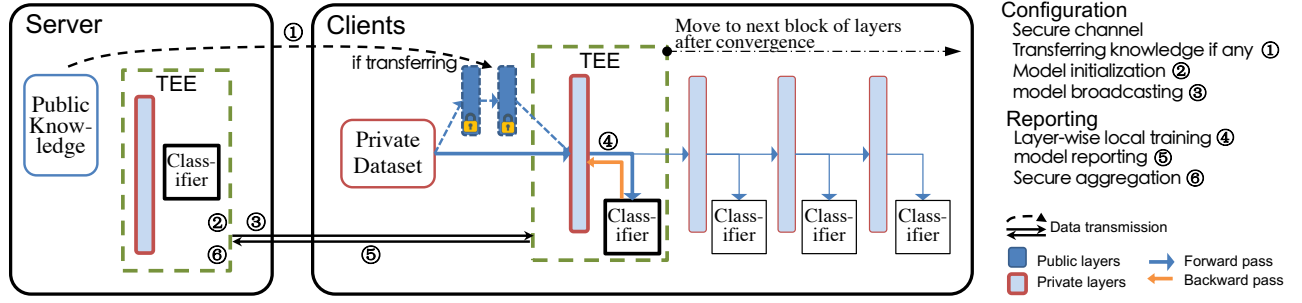 Server
Clients
①
Move to next block of layers
after convergence
if transferring
TEE
TEE
Public
Know-
ledge
Class-
ifier
Private
Dataset
④
Class-
ifier
Class-
ifier
Class-
ifier
Class-
ifier
② ③
⑥
⑤
Configuration
Secure channel
Transferring knowledge if any ①
Model initialization ②
model broadcasting ③
Reporting
Layer-wise local training ④
model reporting ⑤
Secure aggregation ⑥
Data transmission
Public layers
Forward pass
Private layers
Backward pass